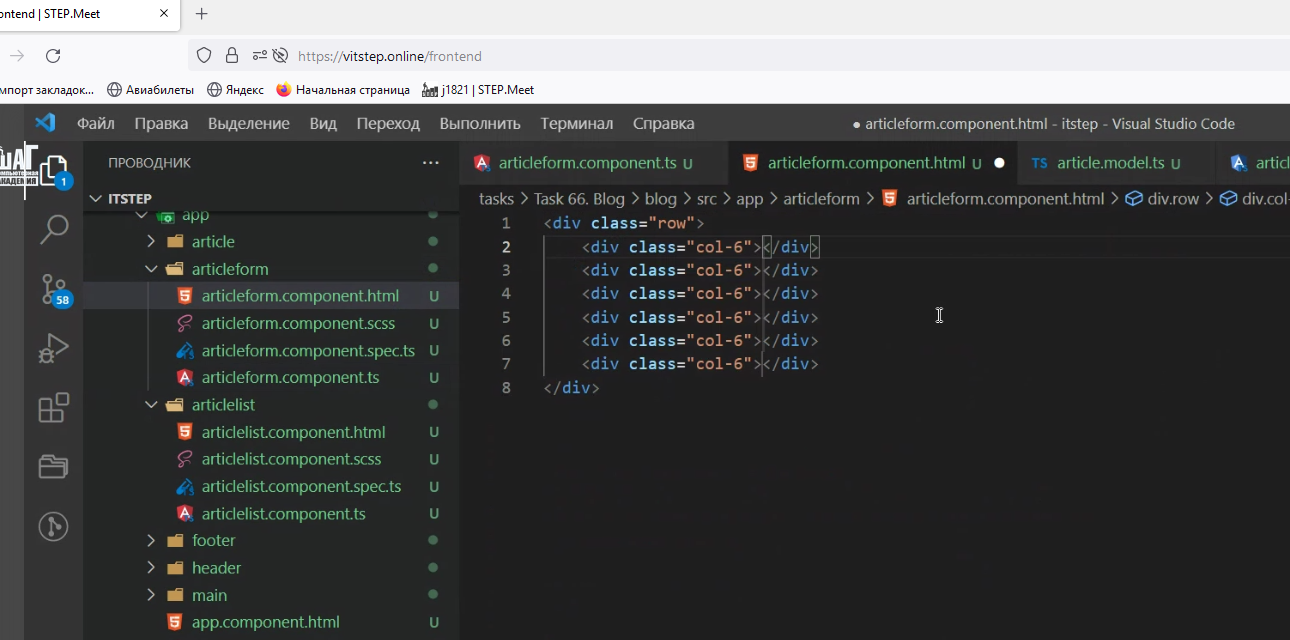 ontend | STEP.Meet
https://vitstep.online/frontend
мпорт закладок... Авиабилеты Яндекс Начальная страница j1821 | STEP.Meet
Файл Правка Выделение Вид Переход Выполнить Терминал Справка ● articleform.component.html - itstep - Visual Studio Code
ШАГ
КОМПЬЮТЕРНАЯ
АКАДЕМИЯ
1
58
ПРОВОДНИК ...
ITSTEP
app
article
articleform
articleform.component.html U
articleform.component.scss U
articleform.component.spec.ts U
articleform.component.ts U
articlelist
articlelist.component.html U
articlelist.component.scss U
articlelist.component.spec.ts U
articlelist.component.ts U
footer
header
main
app.component.html U
articleform.component.ts U articleform.component.html U ● TS article.model.ts U articl
tasks > Task 66. Blog > blog > src > app > articleform > articleform.component.html > div.row > div.col-
1 <div class="row">
2 <div class="col-6"></div>
3 <div class="col-6"></div>
4 <div class="col-6"></div>
5 <div class="col-6"></div>
6 <div class="col-6"></div>
7 <div class="col-6"></div>
8 </div>